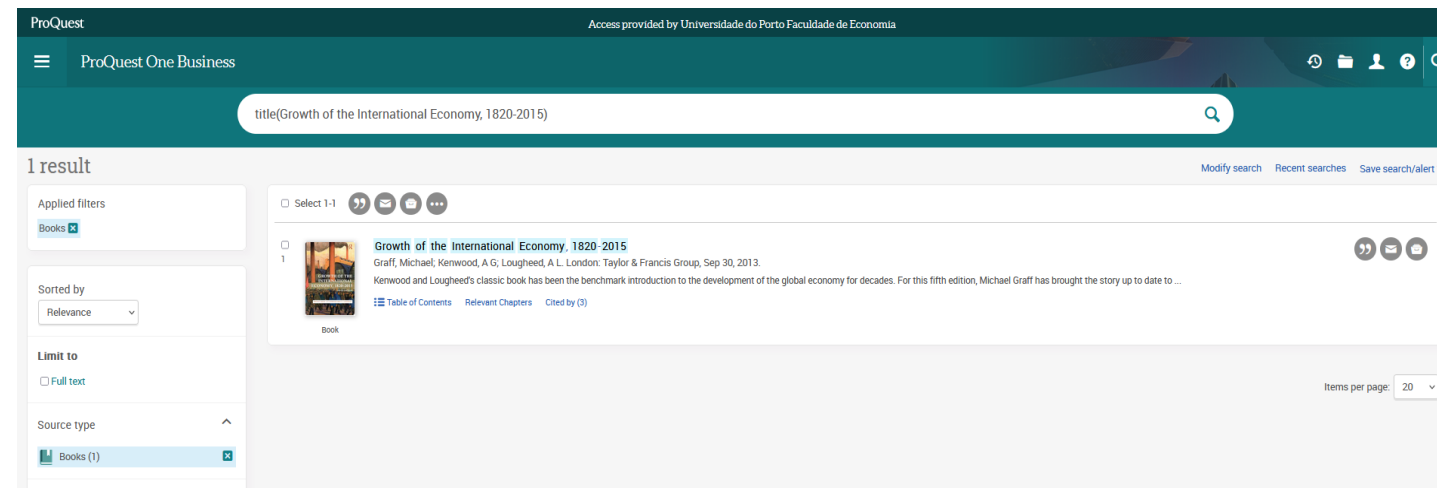 ProQuest
Access provided by Universidade do Porto Faculdade de Economia
ProQuest One Business
title(Growth of the International Economy, 1820-2015)
1 result
Modify search Recent searches Save search/alert
Applied filters
Books
Select 1-1
1
Growth of the International Economy, 1820-2015
Graff, Michael; Kenwood, A G; Lougheed, A L. London: Taylor & Francis Group, Sep 30, 2013.
Kenwood and Lougheed's classic book has been the benchmark introduction to the development of the global economy for decades. For this fifth edition, Michael Graff has brought the story up to date to ...
Table of Contents Relevant Chapters Cited by (3)
Book
Sorted by
Relevance
Limit to
Full text
Items per page: 20
Source type
Books (1)